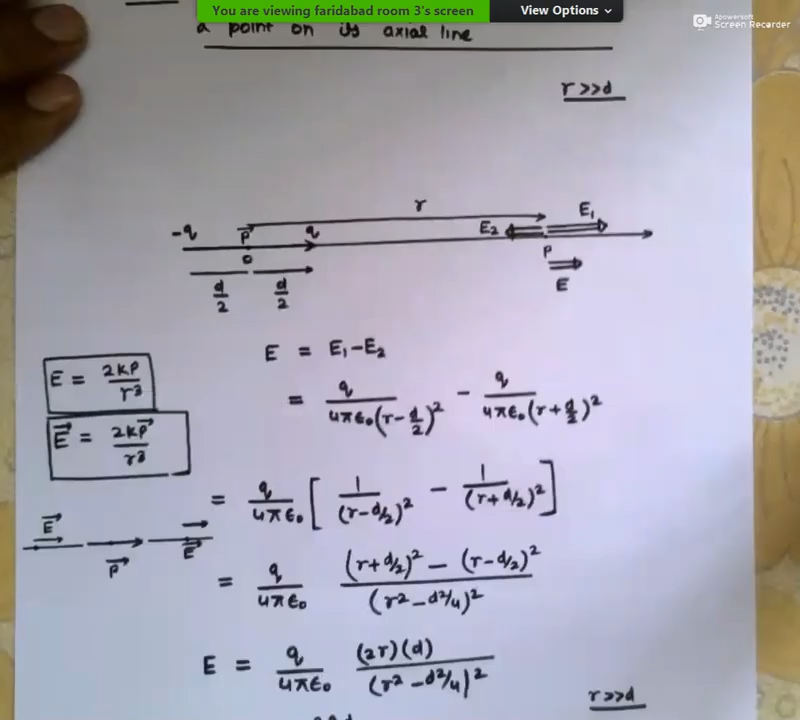 You are viewing faridabad room 3's screen
View Options
Apowersoft
Screen Recorder
a point on its axial line
r>>d
r
-q
P⃗
q
E₂
E₁
O
P
E
d/2
d/2
E = E₁-E₂
E = 2kp/r³
= q/4πϵ₀(r-d/2)² - q/4πϵ₀(r+d/2)²
E⃗ = 2kp⃗/r³
= q/4πϵ₀ [ 1/(r-d/2)² - 1/(r+d/2)² ]
E⃗
P⃗
E⃗
= q/4πϵ₀ (r+d/2)² - (r-d/2)²/(r²-d²/4)²
E = q/4πϵ₀ (2r)(d)/(r²-d²/4)²
r>>d